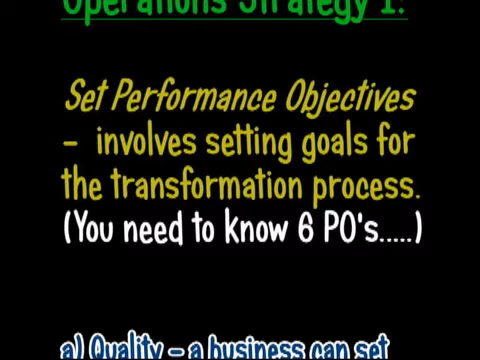 Operations Strategy 1:
Set Performance Objectives
– involves setting goals for
the transformation process.
(You need to know 6 PO's.....)
a) Quality – a business can set